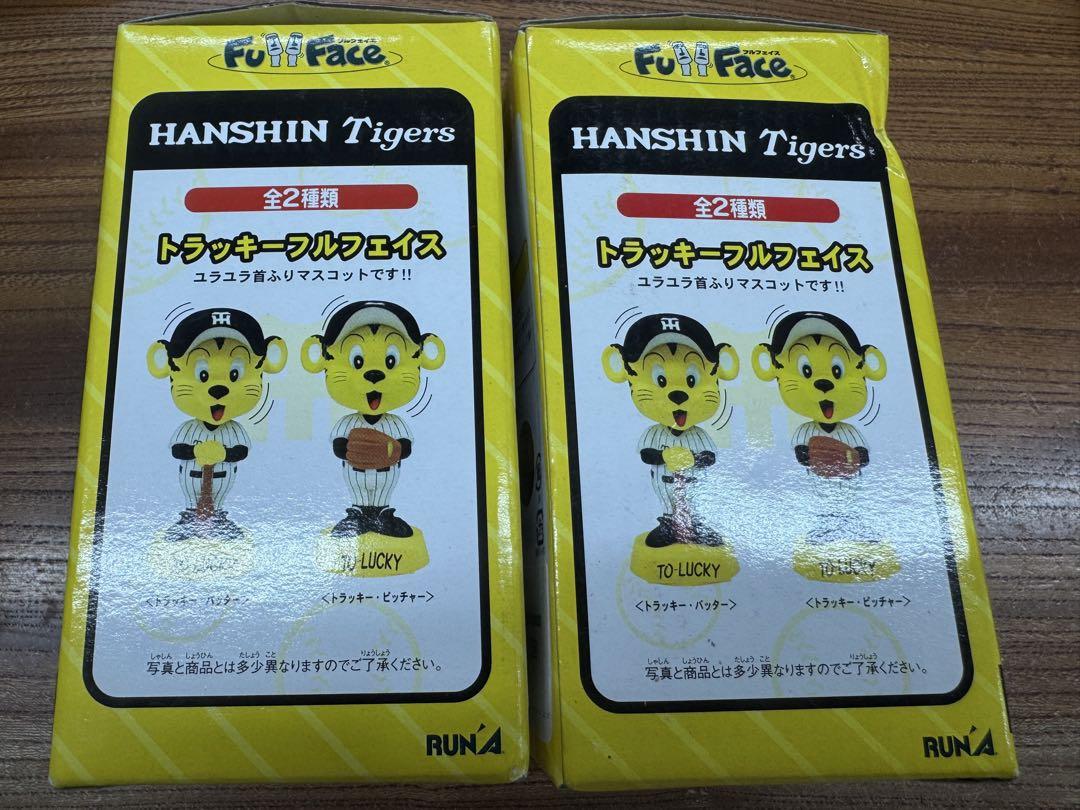 フルフェイス
Full Face®
HANSHIN Tigers
全2種類
トラッキーフルフェイス
ユラユラ首ふりマスコットです!!
TH
TO-LUCKY
TO-LUCKY
<トラッキー・バッター>
<トラッキー・ピッチャー>
しゃしん しょうひん たしょう こと りょうしょう
写真と商品とは多少異なりますのでご了承ください。
RUN'A
フルフェイス
Full Face®
HANSHIN Tigers
全2種類
トラッキーフルフェイス
ユラユラ首ふりマスコットです!!
TH
TO-LUCKY
TO-LUCKY
<トラッキー・バッター>
<トラッキー・ピッチャー>
しゃしん しょうひん たしょう こと りょうしょう
写真と商品とは多少異なりますのでご了承ください。
RUN'A